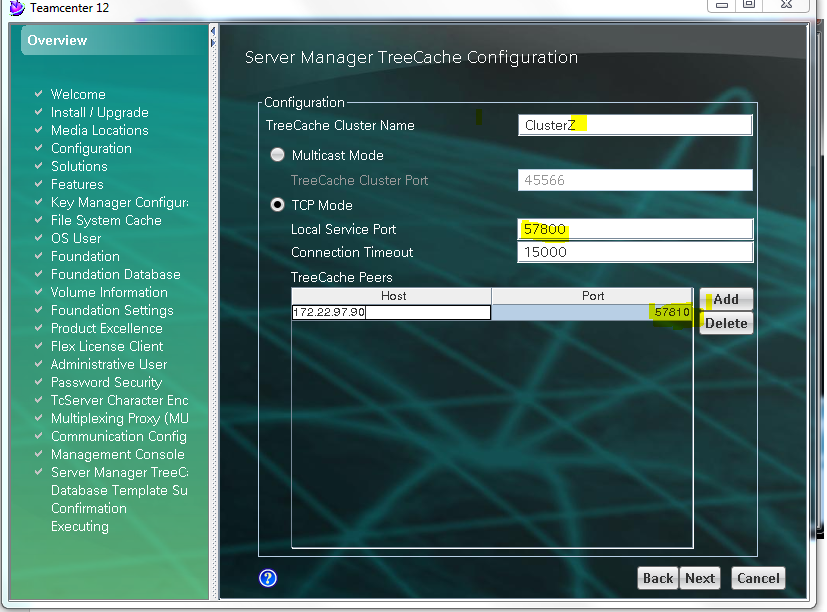 Teamcenter 12
Overview
Welcome
Install / Upgrade
Media Locations
Configuration
Solutions
Features
Key Manager Configur
File System Cache
OS User
Foundation
Foundation Database
Volume Information
Foundation Settings
Product Excellence
Flex License Client
Administrative User
Password Security
TcServer Character Enc
Multiplexing Proxy (MU
Communication Config
Management Console
Server Manager TreeCa
Database Template Su
Confirmation
Executing
Server Manager TreeCache Configuration
Configuration
TreeCache Cluster Name ClusterZ
Multicast Mode
TreeCache Cluster Port 45566
TCP Mode
Local Service Port 57800
Connection Timeout 15000
TreeCache Peers
Host Port Add
172.22.97.90 57810
Delete
? Back Next Cancel